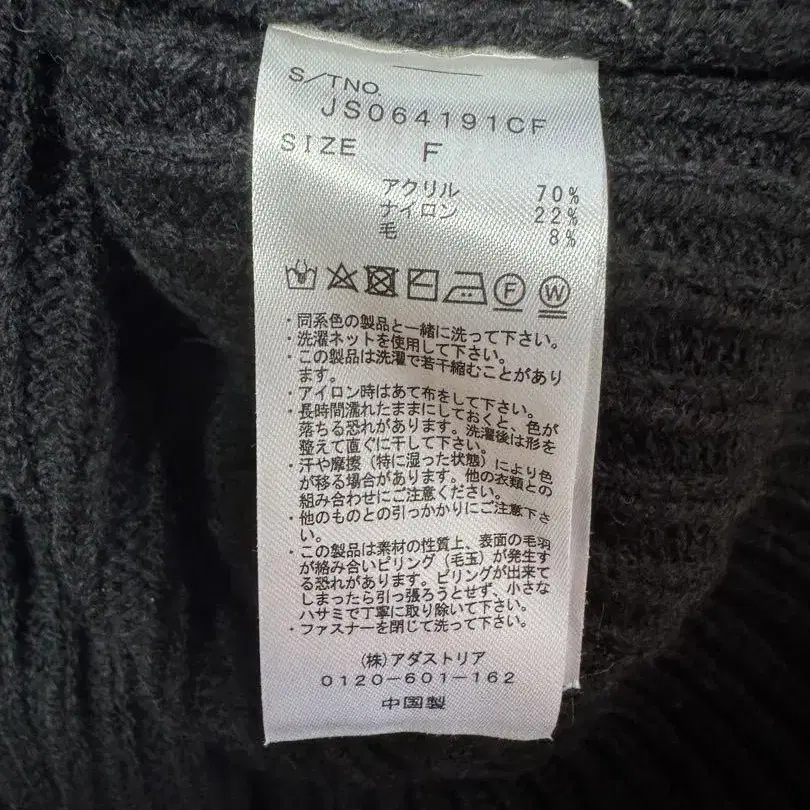 S/TNO.
JS064191CF
SIZE F
アクリル 70%
ナイロン 22%
毛 8%
F W
・同系色の製品と一緒に洗って下さい。
・洗濯ネットを使用して下さい。
・この製品は洗濯で若干縮むことがあり
ます。
・アイロン時はあて布をして下さい。
・長時間濡れたままにしておくと、色が
落ちる恐れがあります。洗濯後は形を
整えて直ぐに干して下さい。
・汗や摩擦(特に湿った状態)により色
が移る場合があります。他の衣類との
組み合わせにご注意ください。
・他のものとの引っかかりにご注意下さ
い。
・この製品は素材の性質上、表面の毛羽
が絡み合いピリング(毛玉)が発生す
る恐れがあります。ピリングが出来て
しまったら引っ張ろうとせず、小さな
ハサミで丁寧に取り除いて下さい。
・ファスナーを閉じて洗って下さい。
(株)アダストリア
0120-601-162
中国製